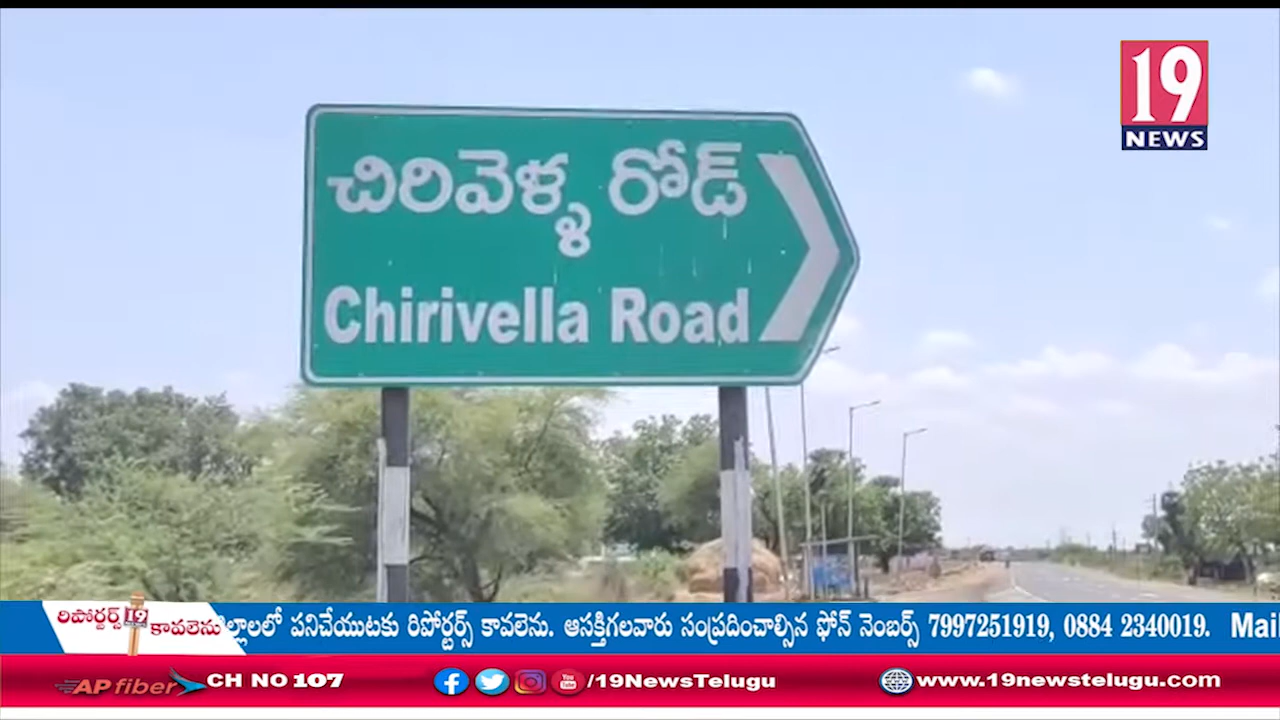 19
NEWS
చిరివెళ్ళ రోడ్
Chirivella Road
రిపోర్టర్స్ 19
కావలెను
ల్లాలలో పనిచేయుటకు రిపోర్టర్స్ కావలెను. ఆసక్తిగలవారు సంప్రదించాల్సిన ఫోన్ నెంబర్స్ 7997251919, 0884 2340019. Mail
AP fiber CH NO 107 /19NewsTelugu www.19newstelugu.com